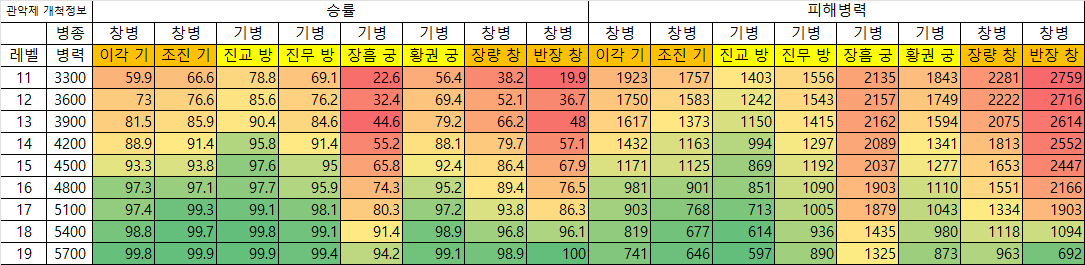 관악제 개척정보 승률 피해병력
병종 창병 창병 기병 기병 기병 기병 창병 창병 창병 창병 기병 기병 기병 기병 창병 창병
레벨 병력 이각 기 조진 기 진교 방 진무 방 장흠 궁 황권 궁 장량 창 반장 창 이각 기 조진 기 진교 방 진무 방 장흠 궁 황권 궁 장량 창 반장 창
11 3300 59.9 66.6 78.8 69.1 22.6 56.4 38.2 19.9 1923 1757 1403 1556 2135 1843 2281 2759
12 3600 73 76.6 85.6 76.2 32.4 69.4 52.1 36.7 1750 1583 1242 1543 2157 1749 2222 2716
13 3900 81.5 85.9 90.4 84.6 44.6 79.2 66.2 48 1617 1373 1150 1415 2162 1594 2075 2614
14 4200 88.9 91.4 95.8 91.4 55.2 88.1 79.7 57.1 1432 1163 994 1297 2089 1341 1813 2552
15 4500 93.3 93.8 97.6 95 65.8 92.4 86.4 67.9 1171 1125 869 1192 2037 1277 1653 2447
16 4800 97.3 97.1 97.7 95.9 74.3 95.2 89.4 76.5 981 901 851 1090 1903 1110 1551 2166
17 5100 97.4 99.3 99.1 98.1 80.3 97.2 93.8 86.3 903 768 713 1005 1879 1043 1334 1903
18 5400 98.8 99.7 99.8 99.1 91.4 98.9 96.8 96.1 819 677 614 936 1435 980 1118 1094
19 5700 99.8 99.9 99.9 99.4 94.2 99.1 98.9 100 741 646 597 890 1325 873 963 692